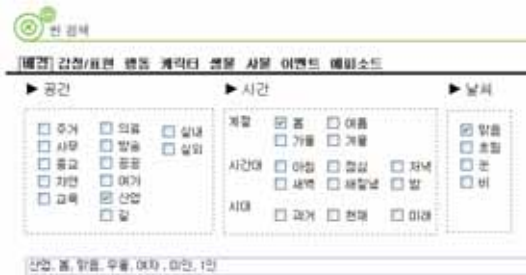 씬 검색
배경 감정/표현 행동 캐릭터 생물 사물 이벤트 에피소드
▶ 공간
주거 의료 실내
사무 방송 실외
종교 공공
자연 여가
교육 산업
길
▶ 시간
계절 봄 여름
가을 겨울
시간대 아침 점심 저녁
새벽 해질녘 밤
시대 과거 현재 미래
▶ 날씨
맑음
흐림
눈
비
산업, 봄, 맑음, 우울, 여자, 미인, 1인